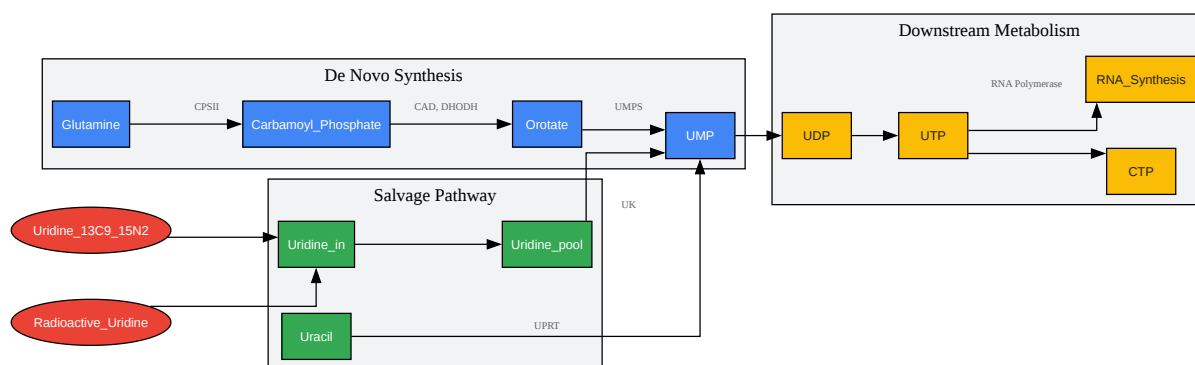 Downstream Metabolism
De Novo Synthesis
RNA Polymerase
RNA_Synthesis
Glutamine
CPSII
Carbamoyl_Phosphate
CAD, DHODH
Orotate
UMPS
UMP
UDP
UTP
CTP
Salvage Pathway
UK
Uridine_13C9_15N2
Uridine_in
Uridine_pool
Radioactive_Uridine
Uracil
UPRT